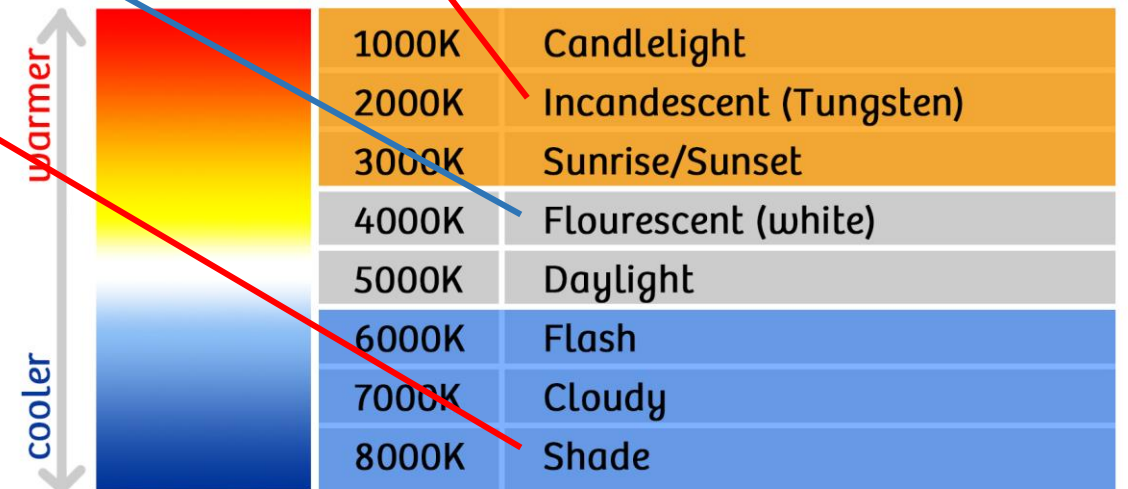 warmer
cooler
1000K Candlelight
2000K Incandescent (Tungsten)
3000K Sunrise/Sunset
4000K Flourescent (white)
5000K Daylight
6000K Flash
7000K Cloudy
8000K Shade